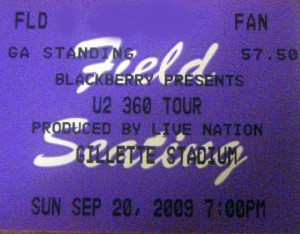 FLD FAN
GA STANDING 57.50
Field
BLACKBERRY PRESENTS
U2 360 TOUR
PRODUCED BY LIVE NATION
Seating
GILLETTE STADIUM
SUN SEP 20, 2009 7:00PM